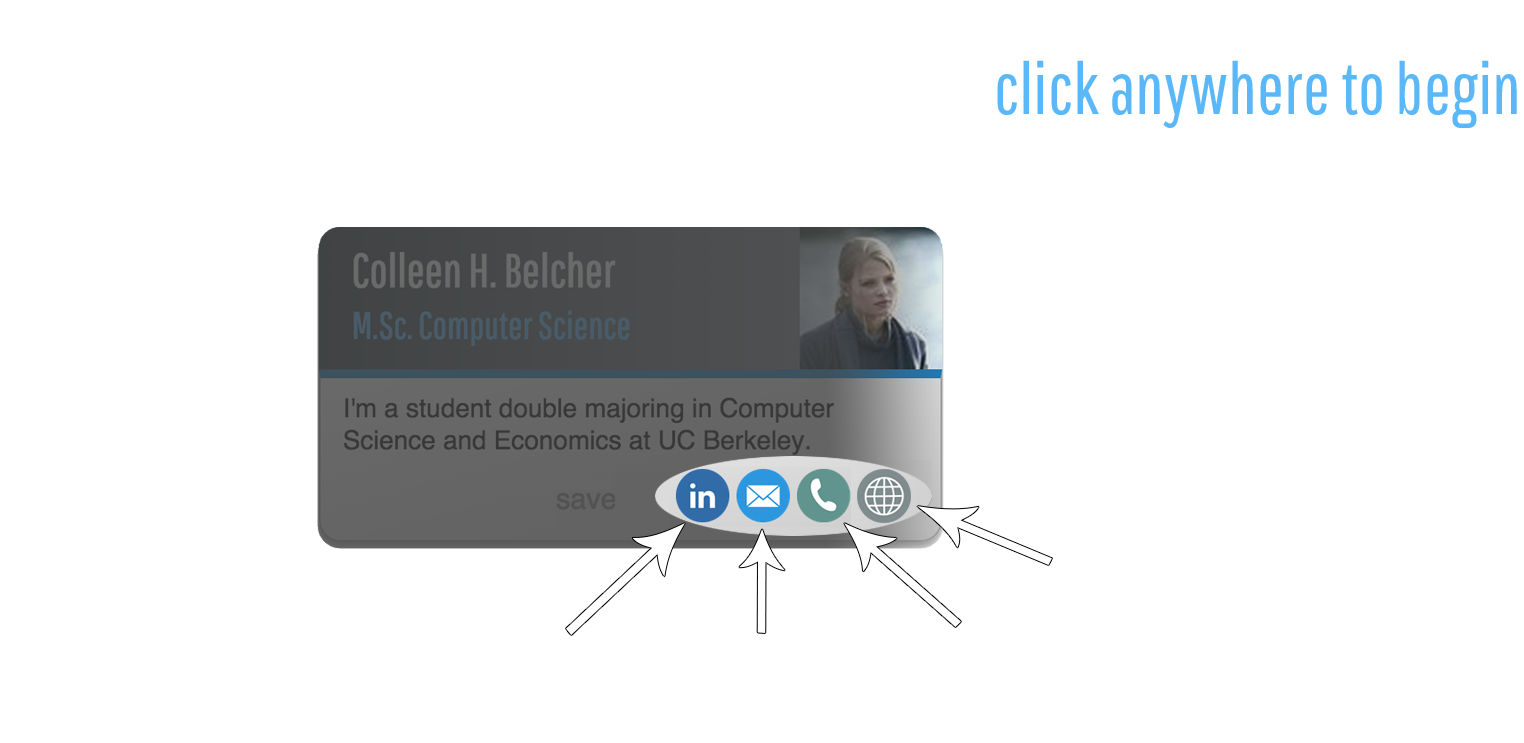 click anywhere to begin
Colleen H. Belcher
M.Sc. Computer Science
I'm a student double majoring in Computer
Science and Economics at UC Berkeley.
save
in